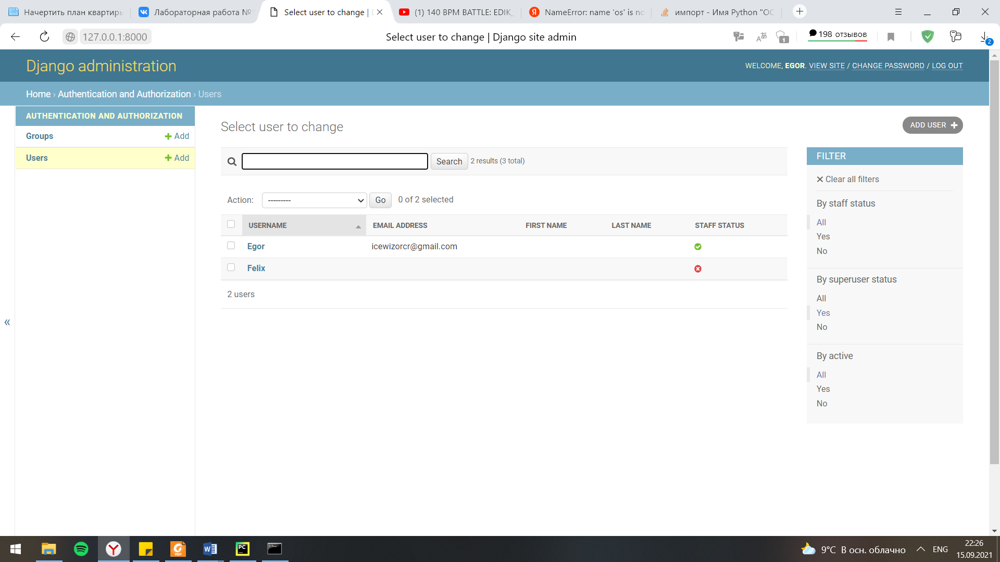 Начертить план квартиры
Лабораторная работа №
Select user to change |
(1) 140 BPM BATTLE: EDIK_
NameError: name 'os' is no
импорт - Имя Python "ОС
127.0.0.1:8000
Select user to change | Django site admin
1
198 отзывов
2
Django administration
WELCOME, EGOR. VIEW SITE / CHANGE PASSWORD / LOG OUT
Home › Authentication and Authorization › Users
AUTHENTICATION AND AUTHORIZATION
Groups
+ Add
Users
+ Add
«
Select user to change
ADD USER +
Search
2 results (3 total)
Action:
---------
Go
0 of 2 selected
USERNAME
EMAIL ADDRESS
FIRST NAME
LAST NAME
STAFF STATUS
Egor
icewizorcr@gmail.com
Felix
2 users
FILTER
Clear all filters
By staff status
All
Yes
No
By superuser status
All
Yes
No
By active
All
Yes
No
9°C В осн. облачно
ENG
22:26
15.09.2021